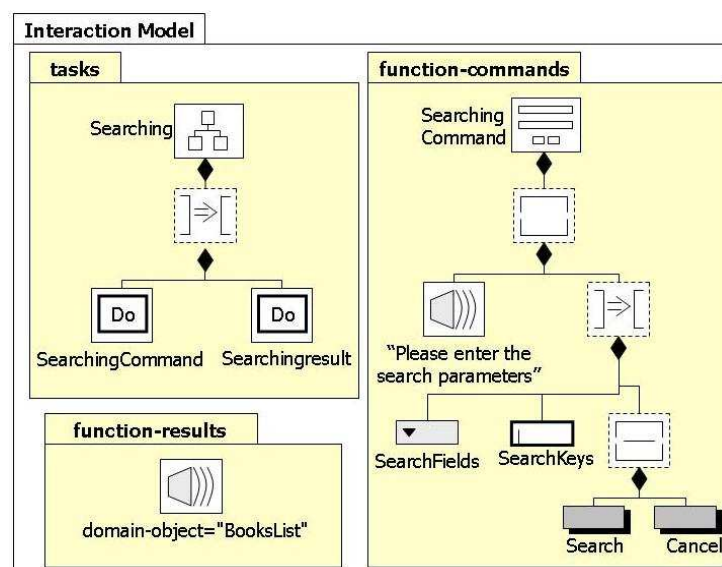 Interaction Model
tasks
Searching
Do
Do
SearchingCommand
Searchingresult
function-results
domain-object="BooksList"
function-commands
Searching
Command
“Please enter the
search parameters”
SearchFields
SearchKeys
Search
Cancel